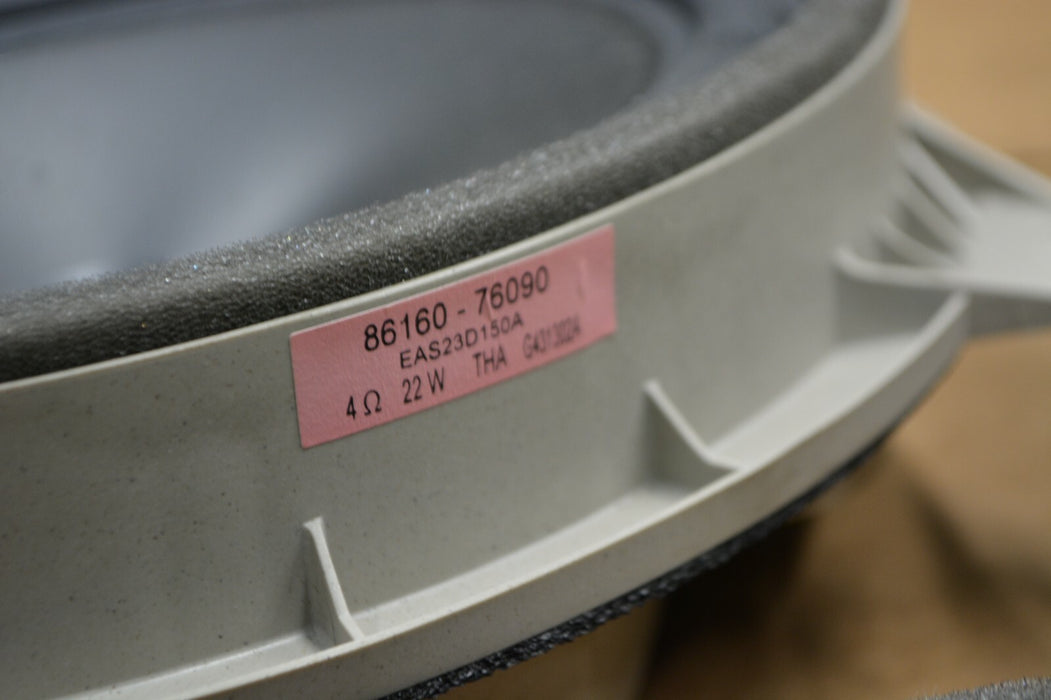 86160 - 76090
EAS23D150A
4Ω 22W THA G431302A